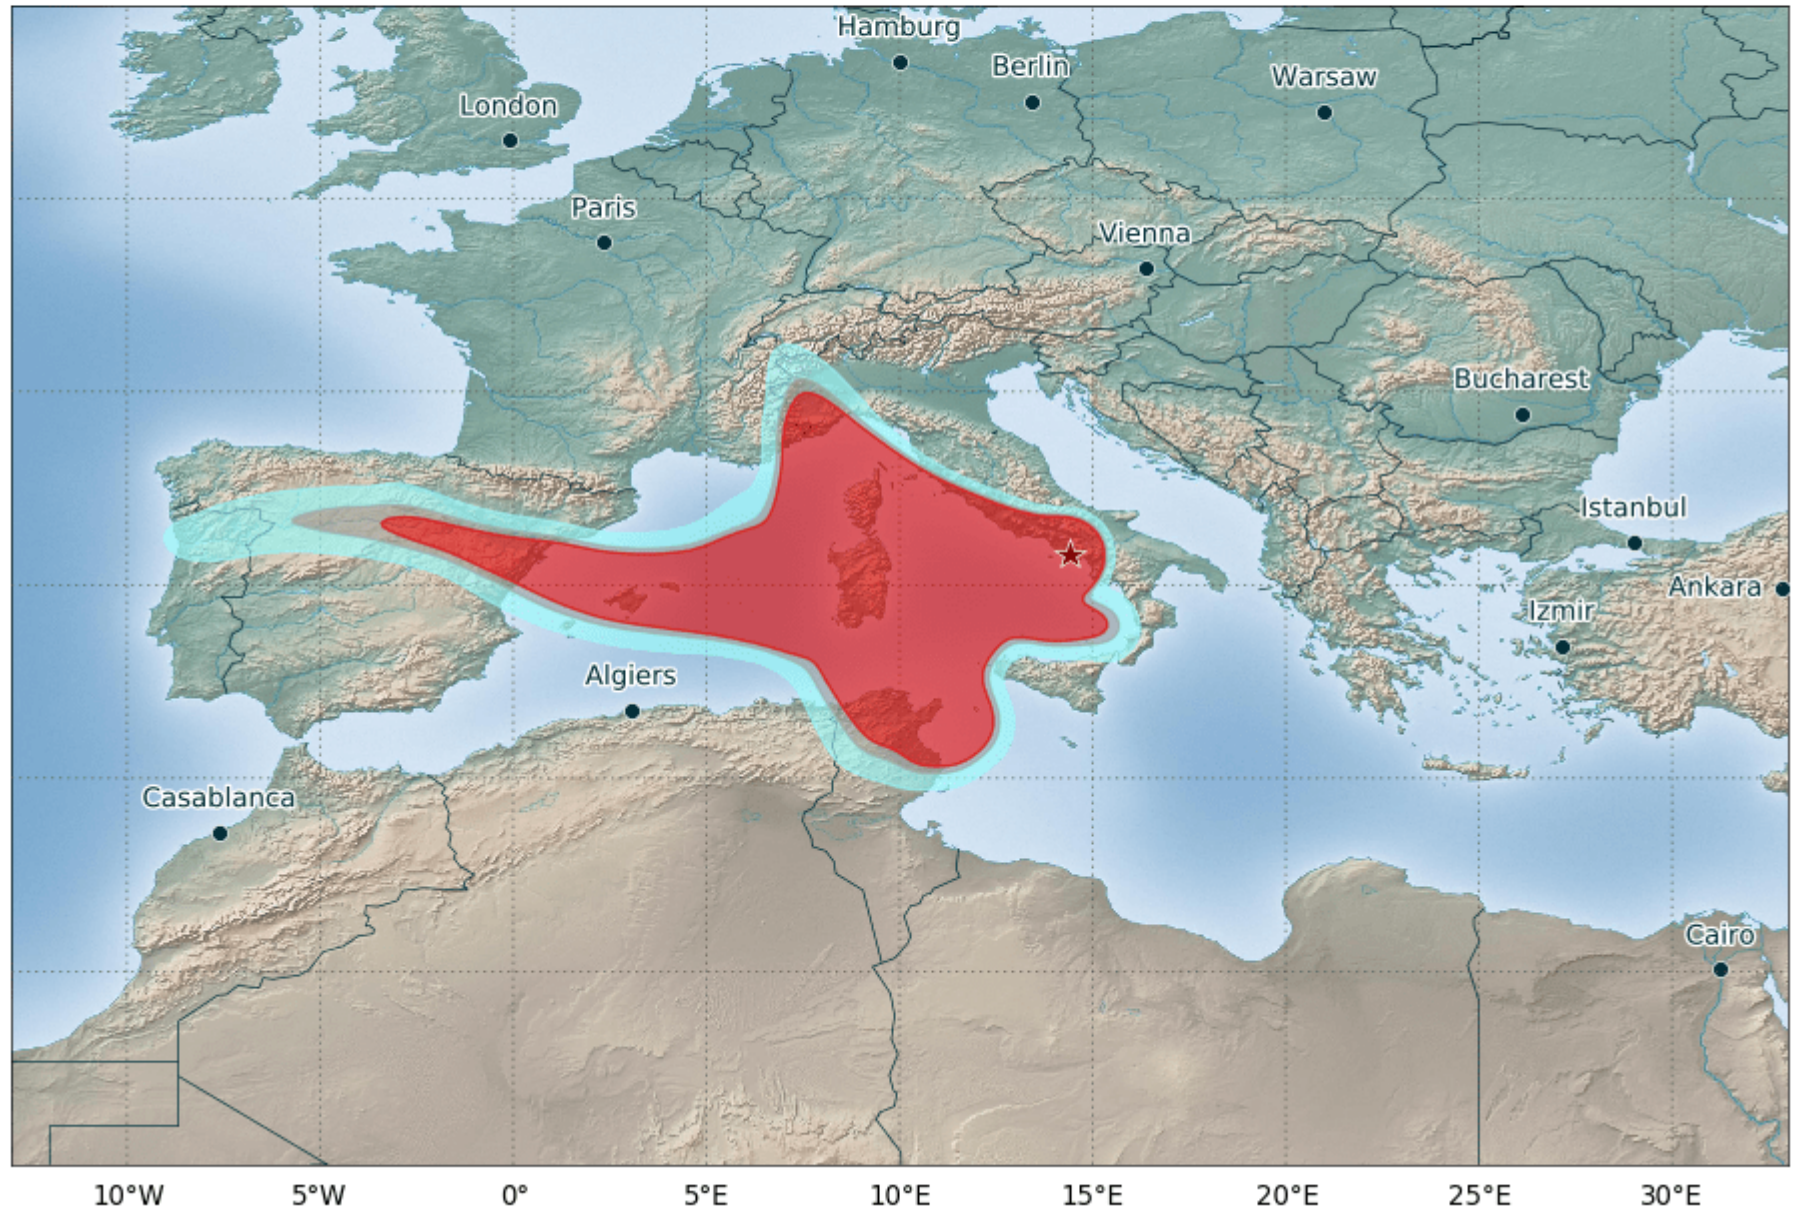 Hamburg
Berlin
Warsaw
London
Paris
Vienna
Bucharest
Istanbul
Ankara
Izmir
Algiers
Casablanca
Cairo
10°W 5°W 0° 5°E 10°E 15°E 20°E 25°E 30°E